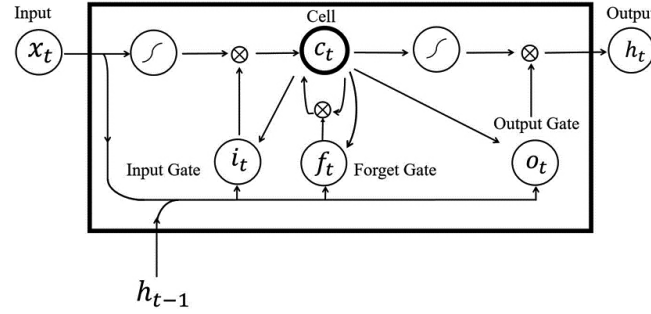 Input
Cell
Output
x_t
c_t
h_t
Output Gate
Input Gate
i_t
f_t
Forget Gate
o_t
h_{t-1}